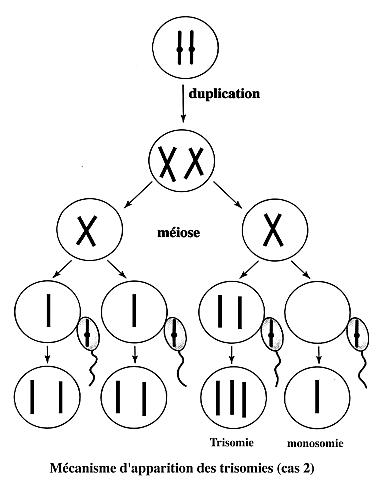 duplication
méiose
Trisomie
monosomie
Mécanisme d'apparition des trisomies (cas 2)